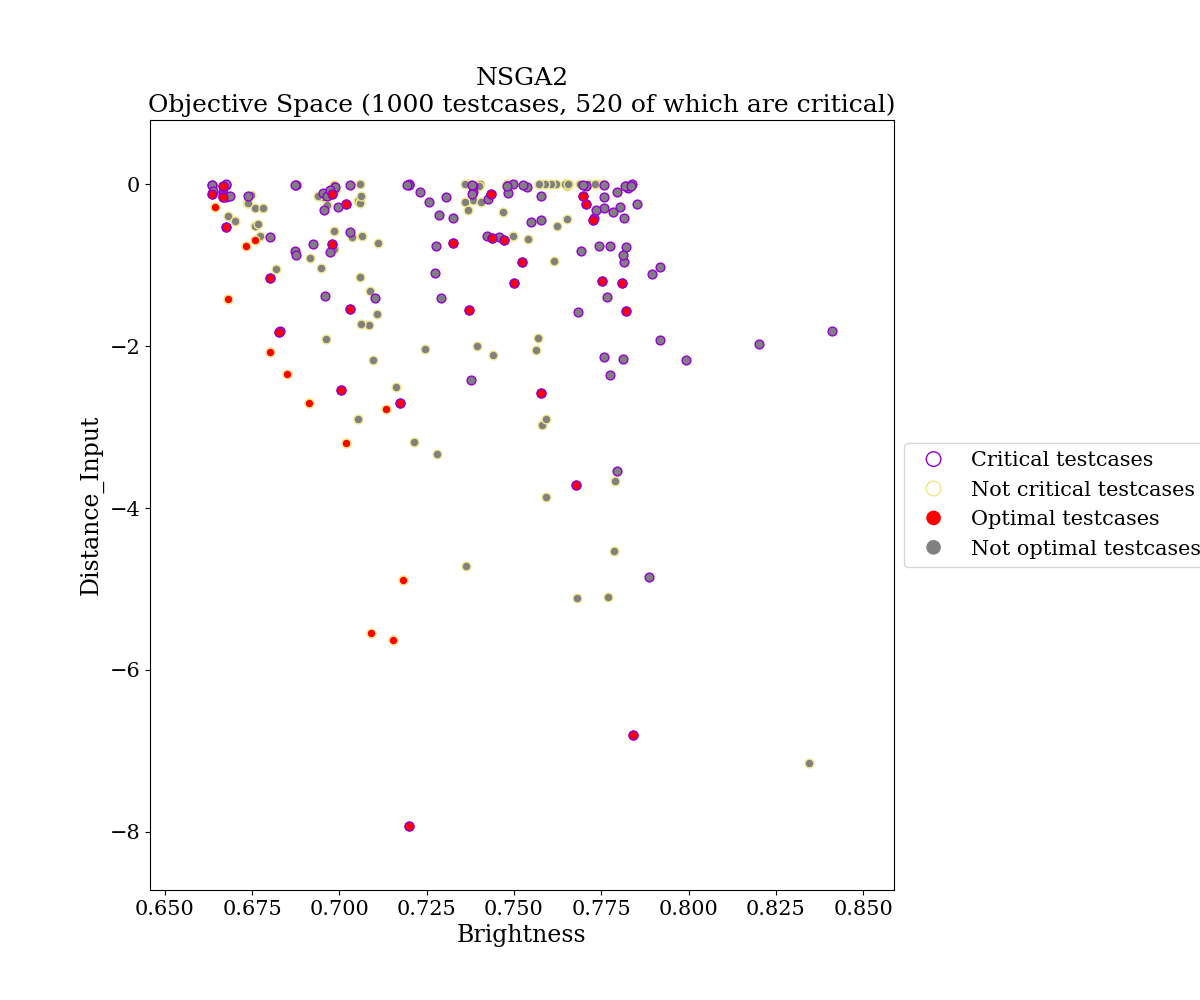 NSGA2
Objective Space (1000 testcases, 520 of which are critical)
0
−2
−4
−6
−8
Distance_Input
0.650 0.675 0.700 0.725 0.750 0.775 0.800 0.825 0.850
Brightness
Critical testcases
Not critical testcases
Optimal testcases
Not optimal testcases